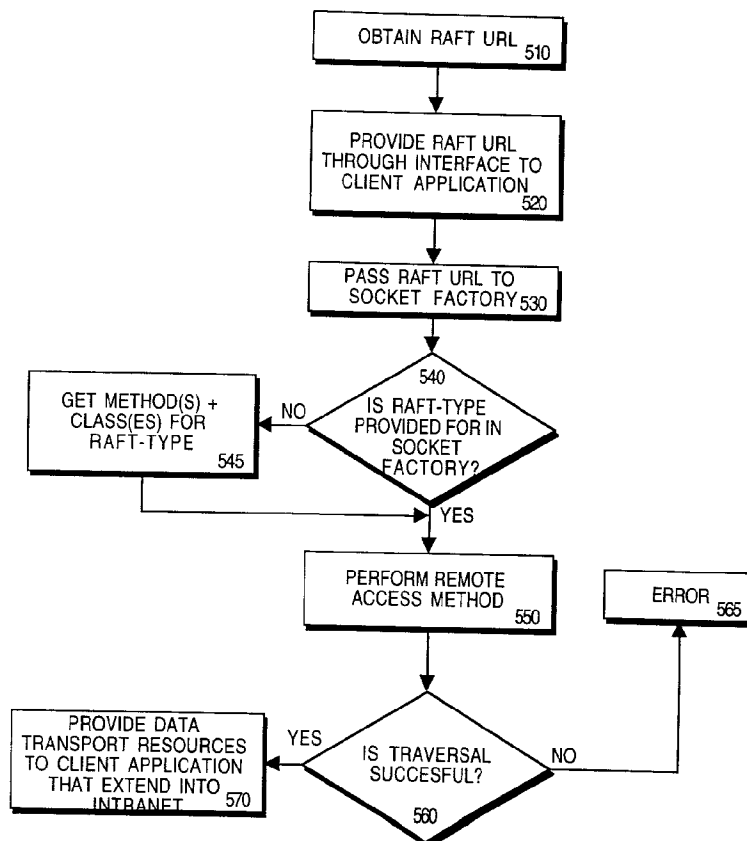 OBTAIN RAFT URL
510
PROVIDE RAFT URL
THROUGH INTERFACE TO
CLIENT APPLICATION
520
PASS RAFT URL TO
SOCKET FACTORY
530
540
IS RAFT-TYPE
PROVIDED FOR IN
SOCKET
FACTORY?
NO
GET METHOD(S) +
CLASS(ES) FOR
RAFT-TYPE
545
YES
PERFORM REMOTE
ACCESS METHOD
550
ERROR
565
IS TRAVERSAL
SUCCESFUL?
560
NO
YES
PROVIDE DATA
TRANSPORT RESOURCES
TO CLIENT APPLICATION
THAT EXTEND INTO
INTRANET
570